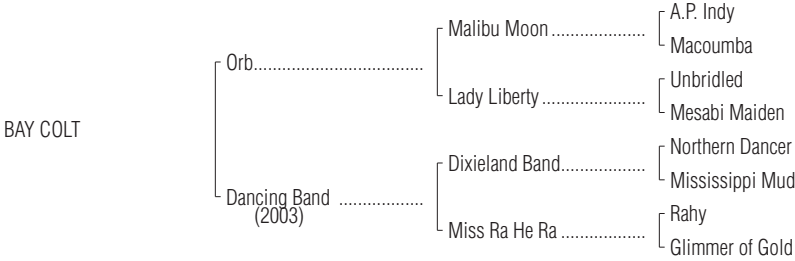 A.P. Indy
Malibu Moon ....................
Macoumba
Orb..................................
Unbridled
Lady Liberty ......................
Mesabi Maiden
BAY COLT
Northern Dancer
Dixieland Band..................
Mississippi Mud
Dancing Band .................
(2003)
Rahy
Miss Ra He Ra ..................
Glimmer of Gold